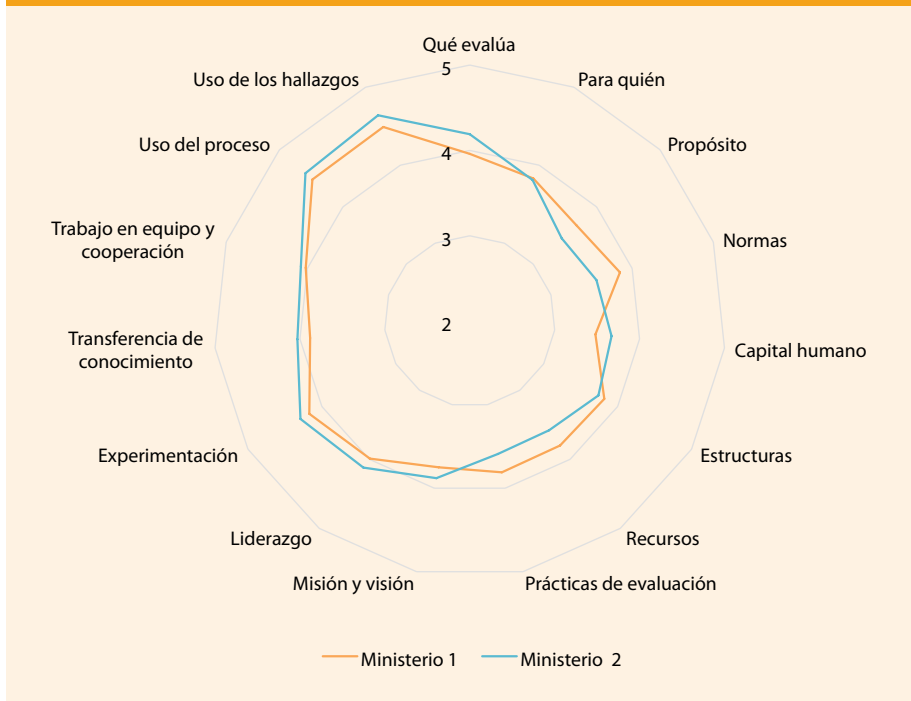 Qué evalúa
5
Uso de los hallazgos
Para quién
Uso del proceso
4
Propósito
Trabajo en equipo y
cooperación
3
Normas
2
Transferencia de
conocimiento
Capital humano
Experimentación
Estructuras
Liderazgo
Recursos
Misión y visión
Prácticas de evaluación
Ministerio 1
Ministerio 2